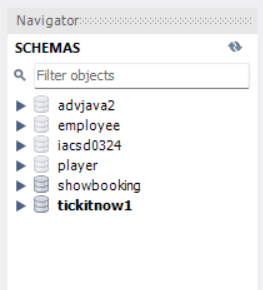 Navigator
SCHEMAS
Filter objects
advjava2
employee
iacsd0324
player
showbooking
tickitnow1